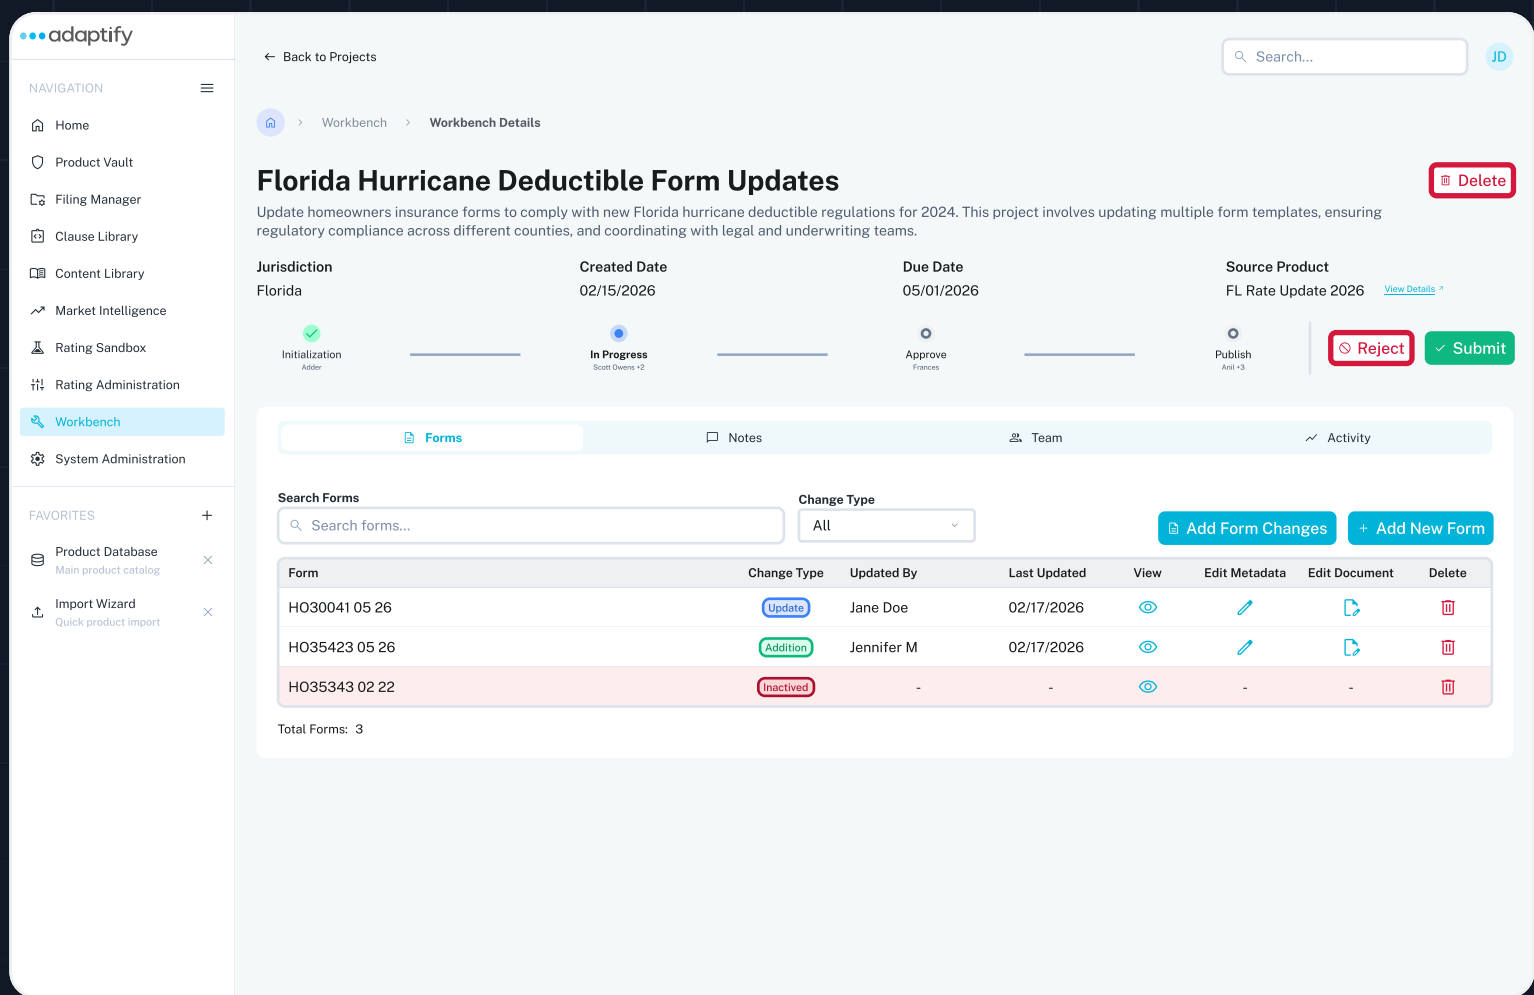 adaptify
← Back to Projects
Search...
JD
NAVIGATION
Home
Product Vault
Filing Manager
Clause Library
Content Library
Market Intelligence
Rating Sandbox
Rating Administration
Workbench
System Administration
FAVORITES
Product Database
Main product catalog
Import Wizard
Quick product import
Workbench > Workbench Details
Florida Hurricane Deductible Form Updates
Delete
Update homeowners insurance forms to comply with new Florida hurricane deductible regulations for 2024. This project involves updating multiple form templates, ensuring
regulatory compliance across different counties, and coordinating with legal and underwriting teams.
Jurisdiction Created Date Due Date Source Product
Florida 02/15/2026 05/01/2026 FL Rate Update 2026 View Details
Initialization In Progress Approve Publish
Adder Scott Owens +2 Frances Anil +3
Reject Submit
Forms Notes Team Activity
Search Forms Change Type
Search forms... All
Add Form Changes + Add New Form
Form Change Type Updated By Last Updated View Edit Metadata Edit Document Delete
HO30041 05 26 Update Jane Doe 02/17/2026
HO35423 05 26 Addition Jennifer M 02/17/2026
HO35343 02 22 Inactived - - - -
Total Forms: 3